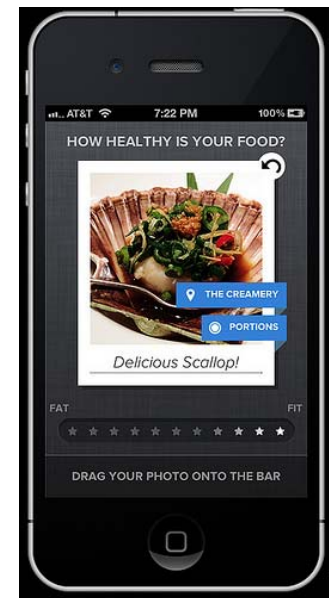 AT&T 7:22 PM 100%
HOW HEALTHY IS YOUR FOOD?
THE CREAMERY
PORTIONS
Delicious Scallop!
FAT FIT
DRAG YOUR PHOTO ONTO THE BAR